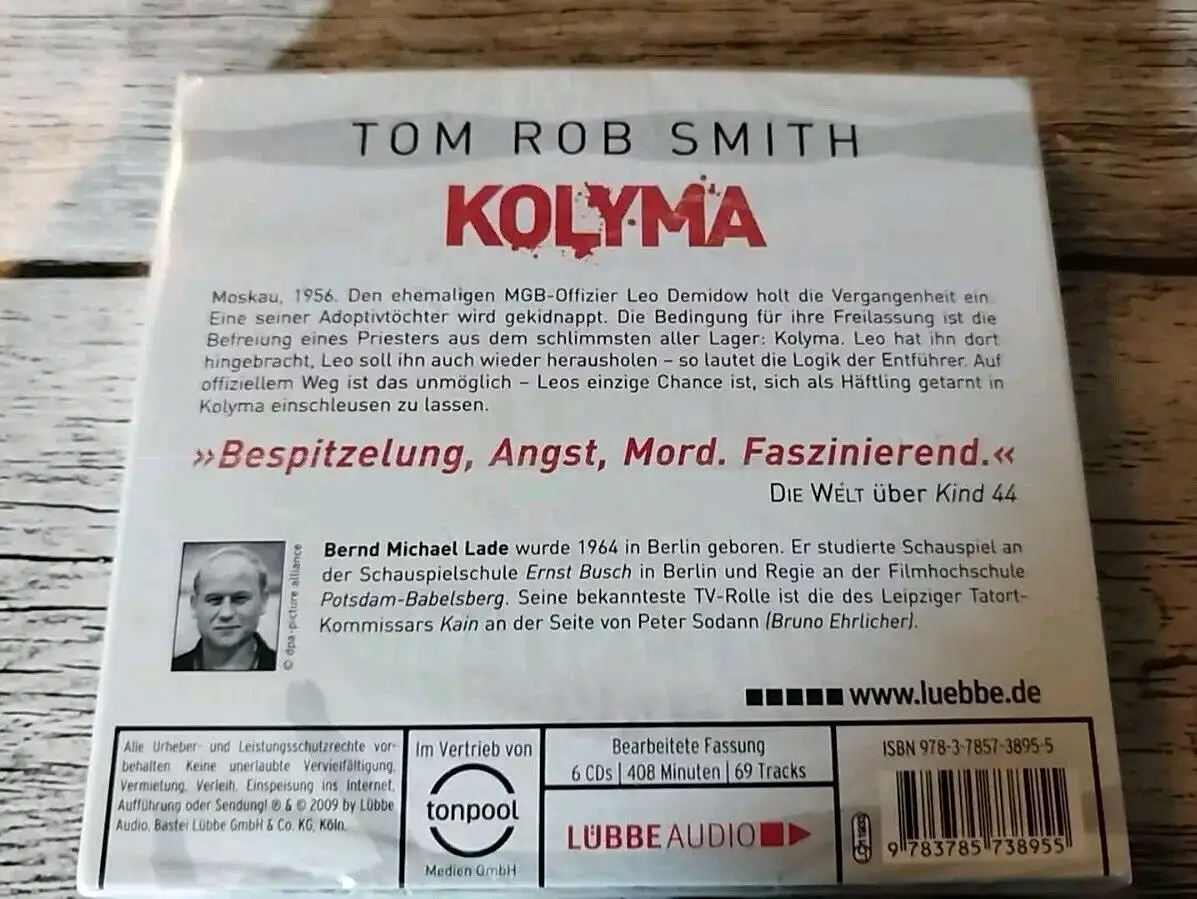 TOM ROB SMITH
KOLYMA
Moskau, 1956. Den ehemaligen MGB-Offizier Leo Demidow holt die Vergangenheit ein.
Eine seiner Adoptivtöchter wird gekidnappt. Die Bedingung für ihre Freilassung ist die
Befreiung eines Priesters aus dem schlimmsten aller Lager: Kolyma. Leo hat ihn dort
hingebracht, Leo soll ihn auch wieder herausholen – so lautet die Logik der Entführer. Auf
offiziellem Weg ist das unmöglich – Leos einzige Chance ist, sich als Häftling getarnt in
Kolyma einschleusen zu lassen.
»Bespitzelung, Angst, Mord. Faszinierend.«
DIE WELT über Kind 44
© dpa-picture alliance
Bernd Michael Lade wurde 1964 in Berlin geboren. Er studierte Schauspiel an
der Schauspielschule Ernst Busch in Berlin und Regie an der Filmhochschule
Potsdam-Babelsberg. Seine bekannteste TV-Rolle ist die des Leipziger Tatort-
Kommissars Kain an der Seite von Peter Sodann (Bruno Ehrlicher).
www.luebbe.de
Alle Urheber- und Leistungsschutzrechte vor-
behalten. Keine unerlaubte Vervielfältigung,
Vermietung, Verleih, Einspeisung ins Internet,
Aufführung oder Sendung! ℗ & © 2009 by Lübbe
Audio, Bastei Lübbe GmbH & Co. KG, Köln.
Im Vertrieb von
tonpool
Medien GmbH
Bearbeitete Fassung
6 CDs | 408 Minuten | 69 Tracks
LÜBBE AUDIO
ISBN 978-3-7857-3895-5
9 783785 738955